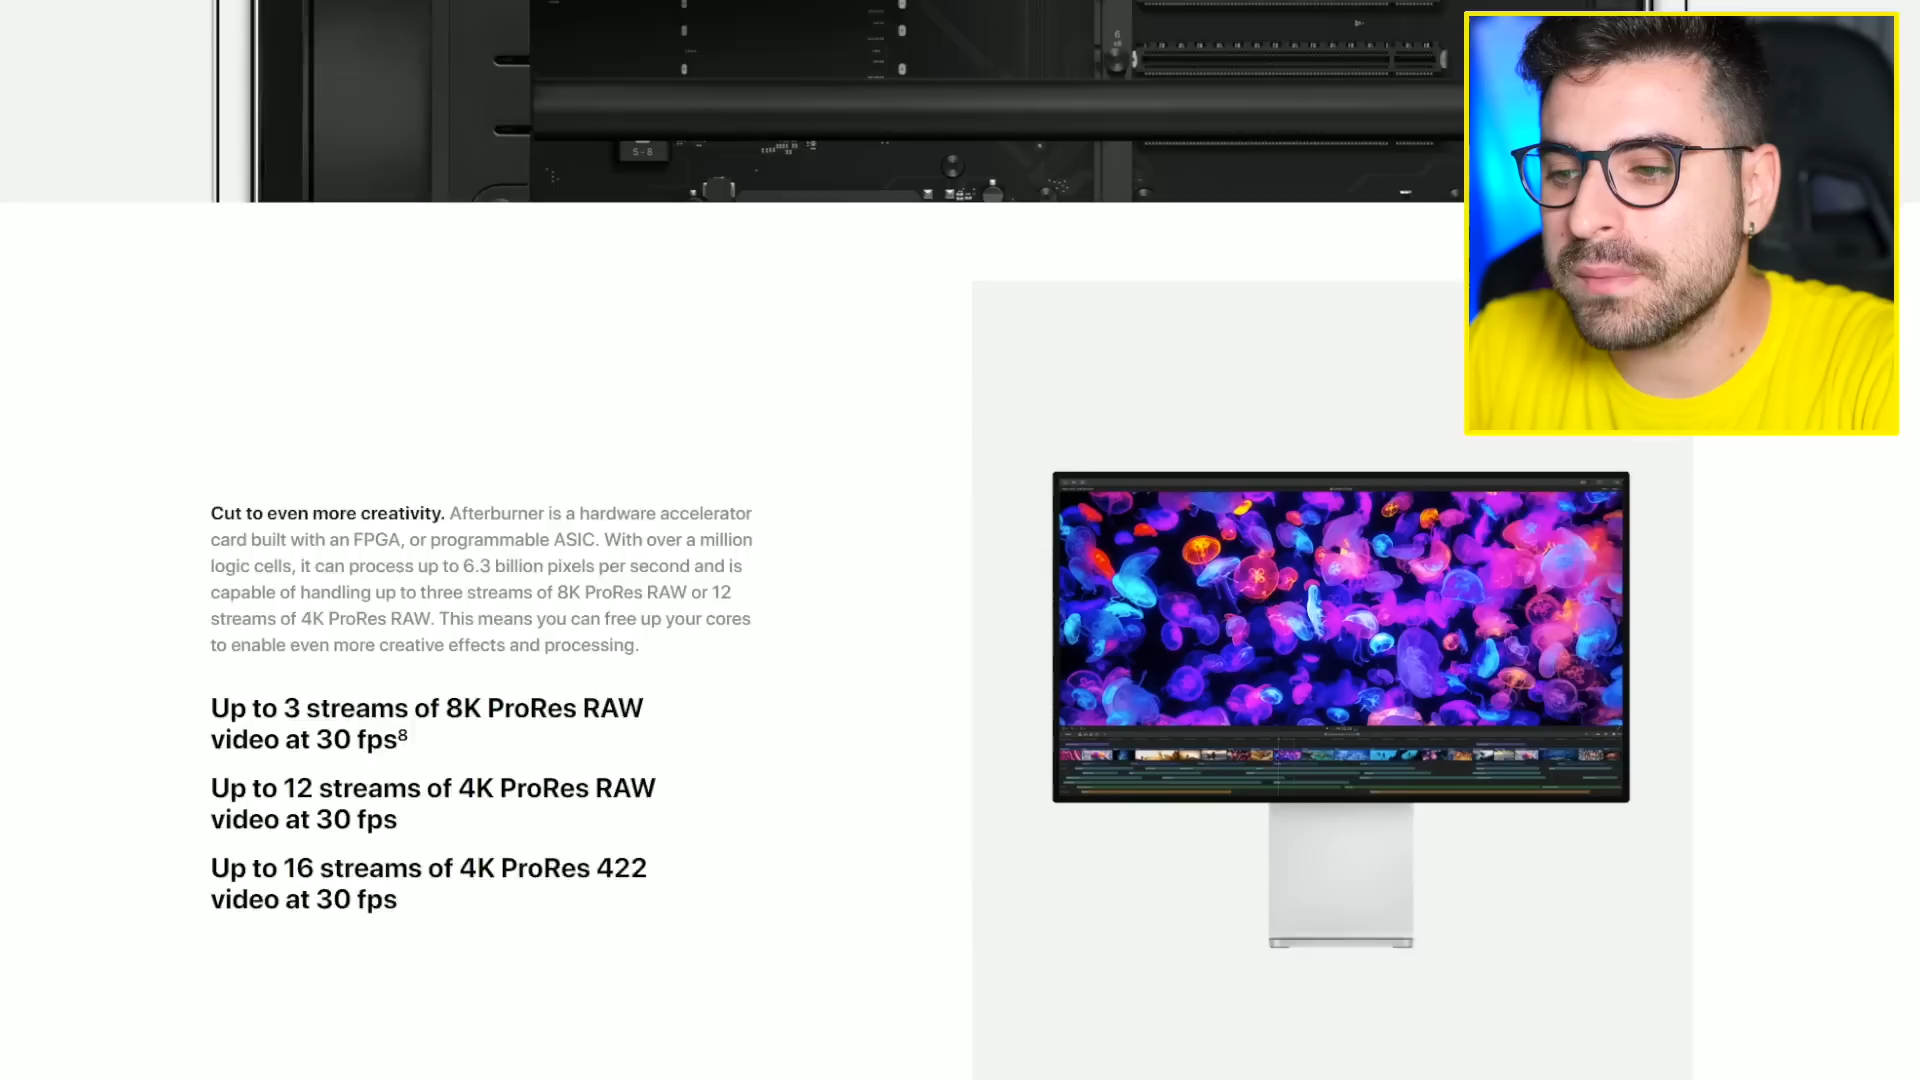 6
x8
5-8
Cut to even more creativity. Afterburner is a hardware accelerator
card built with an FPGA, or programmable ASIC. With over a million
logic cells, it can process up to 6.3 billion pixels per second and is
capable of handling up to three streams of 8K ProRes RAW or 12
streams of 4K ProRes RAW. This means you can free up your cores
to enable even more creative effects and processing.
Up to 3 streams of 8K ProRes RAW
video at 30 fps⁸
Up to 12 streams of 4K ProRes RAW
video at 30 fps
Up to 16 streams of 4K ProRes 422
video at 30 fps